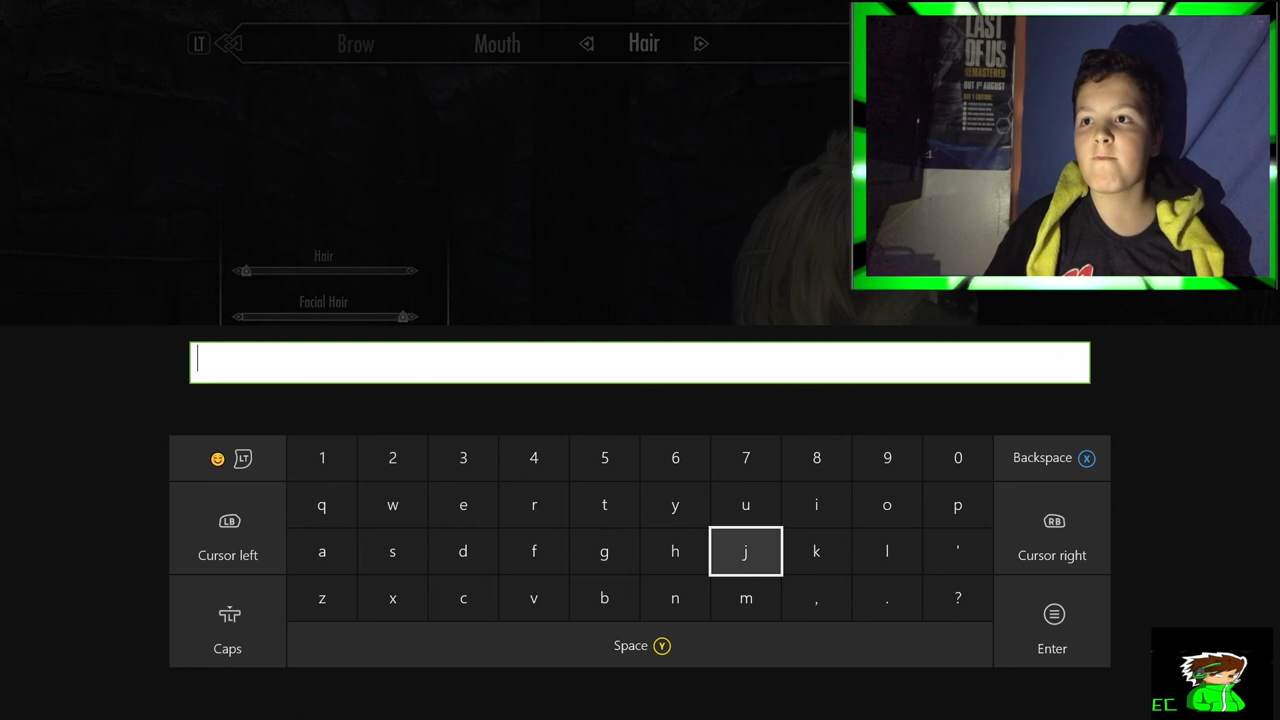 LT Brow Mouth Hair
LAST
OF US
REMASTERED
OUT 1ST AUGUST
Hair
Facial Hair
LT 1 2 3 4 5 6 7 8 9 0 Backspace X
LB q w e r t y u i o p RB
Cursor left a s d f g h j k l ' Cursor right
LT z x c v b n m , . ? 
Caps Space Y Enter
EC